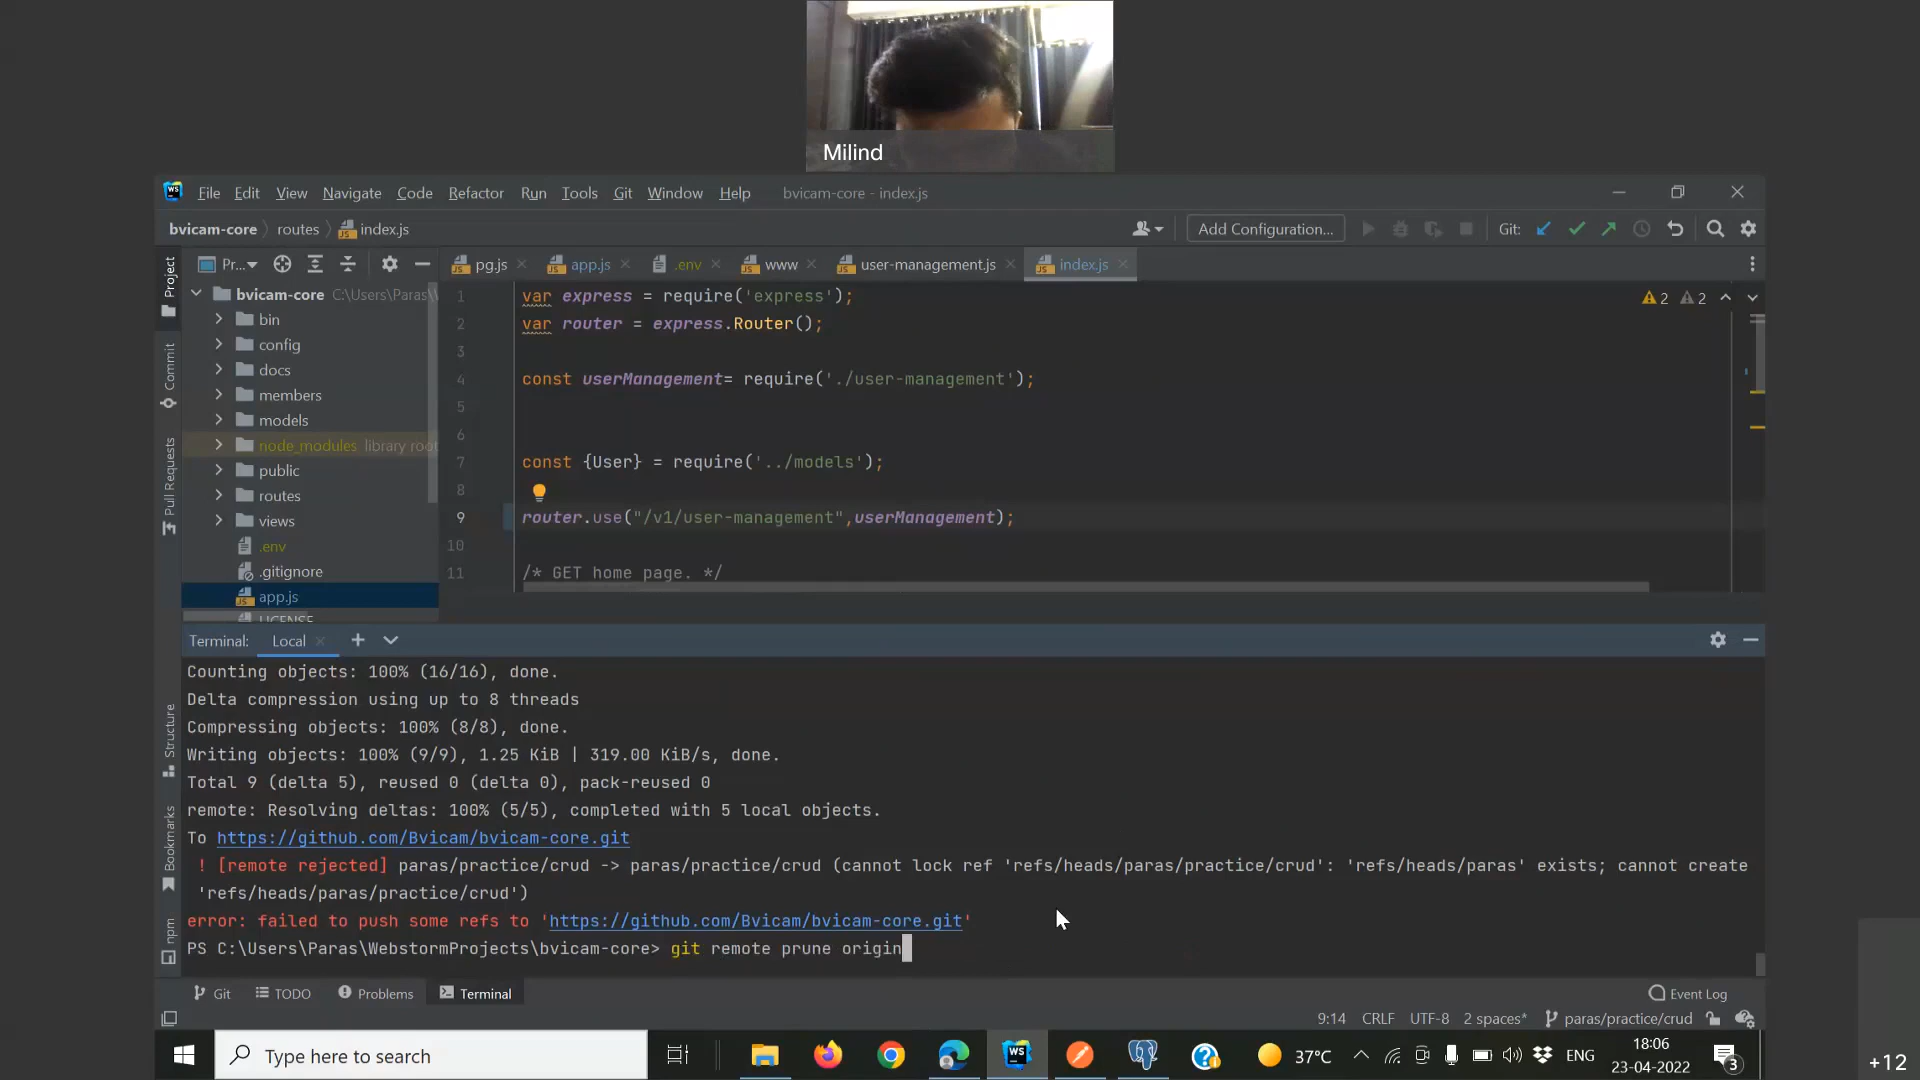 Milind
File Edit View Navigate Code Refactor Run Tools Git Window Help bvicam-core - index.js
bvicam-core routes index.js Add Configuration... Git:
Project
Commit
Pull Requests
Structure
Bookmarks
npm
Pr...
pg.js app.js .env www user-management.js index.js
bvicam-core C:\Users\Paras\
bin
config
docs
members
models
node_modules library roo
public
routes
views
.env
.gitignore
app.js
LICENSE
1 var express = require('express');
2 var router = express.Router();
3
4 const userManagement= require('./user-management');
5
6
7 const {User} = require('../models');
8
9 router.use("/v1/user-management",userManagement);
10
11 /* GET home page. */
2 2
Terminal: Local
Counting objects: 100% (16/16), done.
Delta compression using up to 8 threads
Compressing objects: 100% (8/8), done.
Writing objects: 100% (9/9), 1.25 KiB | 319.00 KiB/s, done.
Total 9 (delta 5), reused 0 (delta 0), pack-reused 0
remote: Resolving deltas: 100% (5/5), completed with 5 local objects.
To https://github.com/Bvicam/bvicam-core.git
! [remote rejected] paras/practice/crud -> paras/practice/crud (cannot lock ref 'refs/heads/paras/practice/crud': 'refs/heads/paras' exists; cannot create
'refs/heads/paras/practice/crud')
error: failed to push some refs to 'https://github.com/Bvicam/bvicam-core.git'
PS C:\Users\Paras\WebstormProjects\bvicam-core> git remote prune origin
Git TODO Problems Terminal Event Log
9:14 CRLF UTF-8 2 spaces* paras/practice/crud
Type here to search
WS
37°C
ENG
18:06
23-04-2022
3
+12